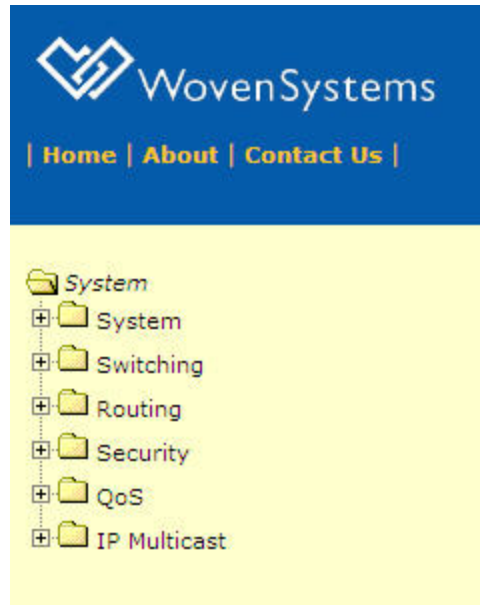 WovenSystems
| Home | About | Contact Us |
System
System
Switching
Routing
Security
QoS
IP Multicast